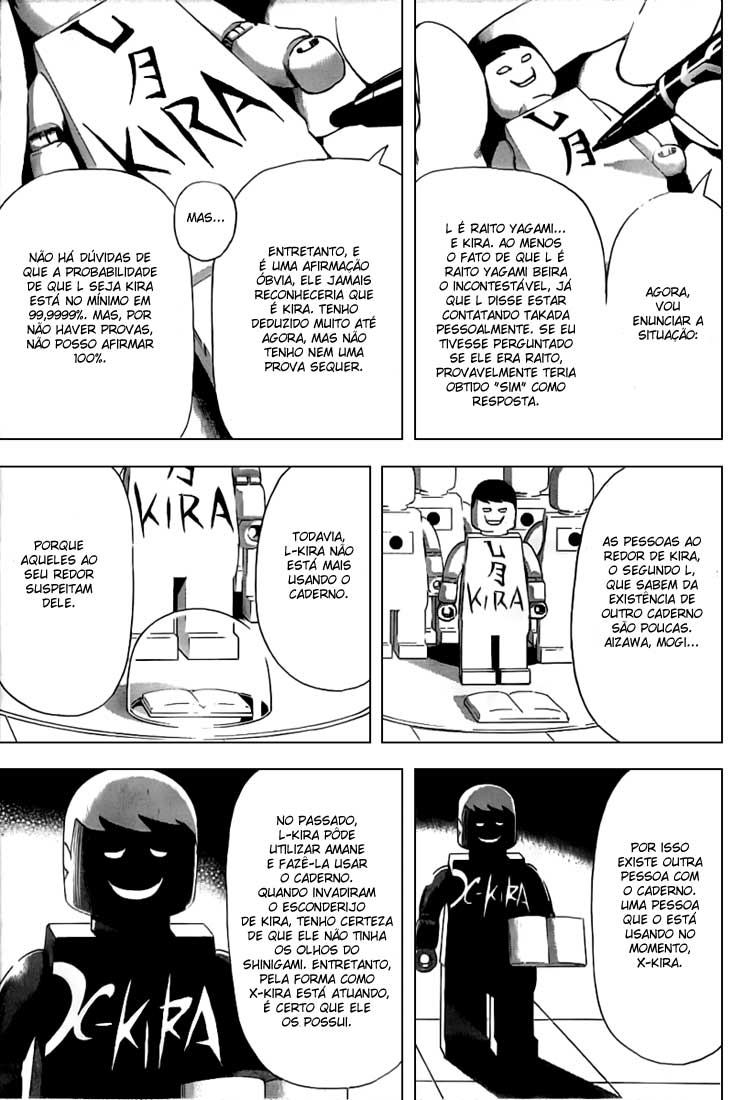 L
月
AGORA,
VOU
ENUNCIAR A
SITUAÇÃO:
L É RAITO YAGAMI...
E KIRA. AO MENOS
O FATO DE QUE L É
RAITO YAGAMI BEIRA
O INCONTESTÁVEL, JÁ
QUE L DISSE ESTAR
CONTATANDO TAKADA
PESSOALMENTE. SE EU
TIVESSE PERGUNTADO
SE ELE ERA RAITO,
PROVAVELMENTE TERIA
OBTIDO "SIM" COMO
RESPOSTA.
L
月
KIRA
ENTRETANTO, E
É UMA AFIRMAÇÃO
ÓBVIA, ELE JAMAIS
RECONHECERIA QUE
É KIRA. TENHO
DEDUZIDO MUITO ATÉ
AGORA, MAS NÃO
TENHO NEM UMA
PROVA SEQUER.
MAS...
NÃO HÁ DÚVIDAS DE
QUE A PROBABILIDADE
DE QUE L SEJA KIRA
ESTÁ NO MÍNIMO EM
99,9999%. MAS, POR
NÃO HAVER PROVAS,
NÃO POSSO AFIRMAR
100%.
AS PESSOAS AO
REDOR DE KIRA,
O SEGUNDO L,
QUE SABEM DA
EXISTÊNCIA DE
OUTRO CADERNO
SÃO POUCAS.
AIZAWA, MOGI...
L
月
KIRA
TODAVIA,
L-KIRA NÃO
ESTÁ MAIS
USANDO O
CADERNO.
月
KIRA
PORQUE
AQUELES AO
SEU REDOR
SUSPEITAM
DELE.
POR ISSO
EXISTE OUTRA
PESSOA COM
O CADERNO.
UMA PESSOA
QUE O ESTÁ
USANDO NO
MOMENTO,
X-KIRA.
X-KIRA
NO PASSADO,
L-KIRA PÔDE
UTILIZAR AMANE
E FAZÊ-LA USAR
O CADERNO.
QUANDO INVADIRAM
O ESCONDERIJO
DE KIRA, TENHO CERTEZA
DE QUE ELE NÃO TINHA
OS OLHOS DO
SHINIGAMI. ENTRETANTO,
PELA FORMA COMO
X-KIRA ESTÁ ATUANDO,
É CERTO QUE ELE
OS POSSUI.
X-KIRA